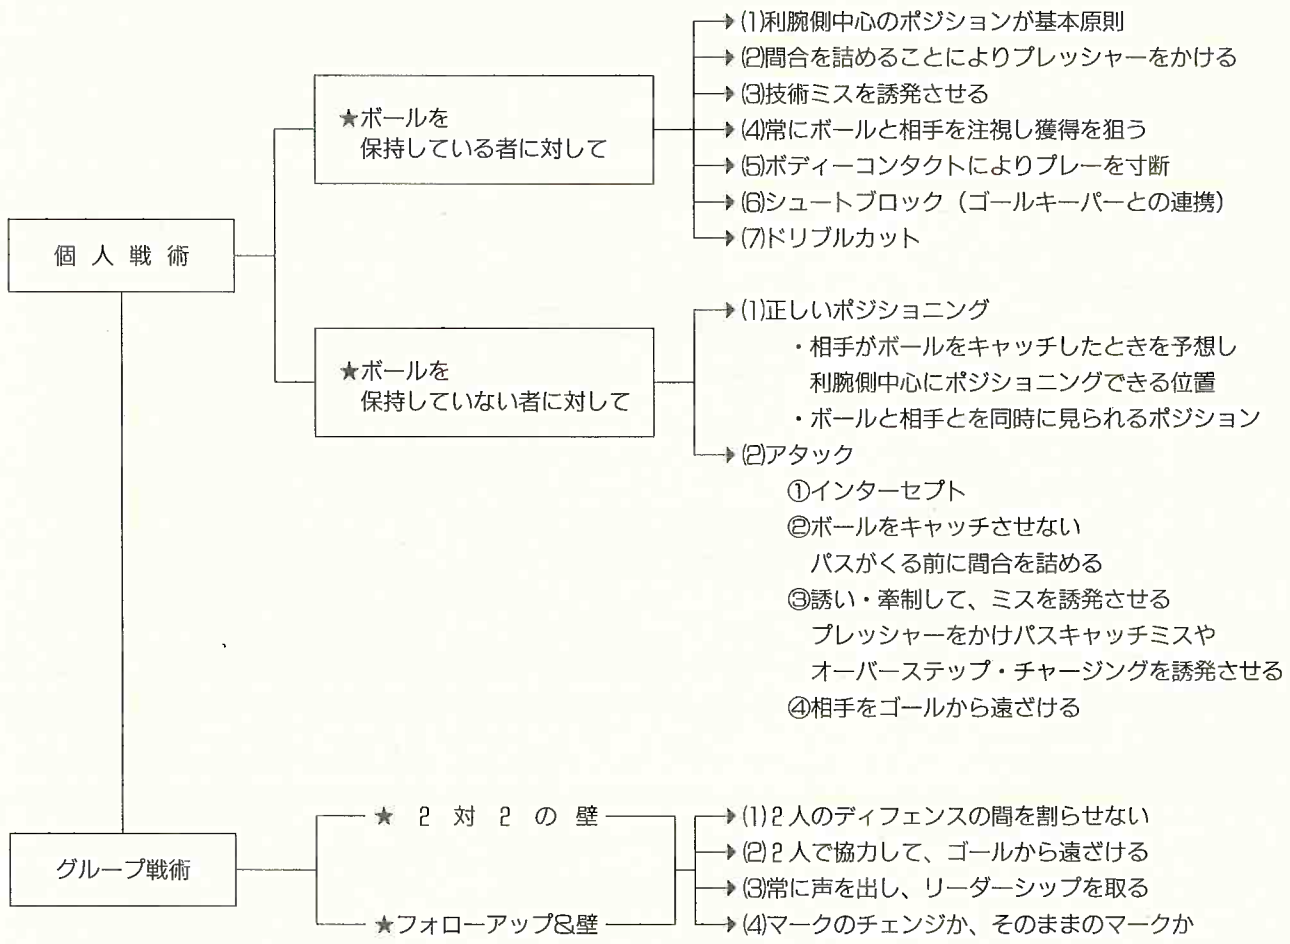 個人戦術
★ボールを
保持している者に対して
(1)利腕側中心のポジションが基本原則
(2)間合を詰めることによりプレッシャーをかける
(3)技術ミスを誘発させる
(4)常にボールと相手を注視し獲得を狙う
(5)ボディーコンタクトによりプレーを寸断
(6)シュートブロック（ゴールキーパーとの連携）
(7)ドリブルカット
★ボールを
保持していない者に対して
(1)正しいポジショニング
・相手がボールをキャッチしたときを予想し
利腕側中心にポジショニングできる位置
・ボールと相手とを同時に見られるポジション
(2)アタック
①インターセプト
②ボールをキャッチさせない
パスがくる前に間合を詰める
③誘い・牽制して、ミスを誘発させる
プレッシャーをかけパスキャッチミスや
オーバーステップ・チャージングを誘発させる
④相手をゴールから遠ざける
グループ戦術
★2対2の壁
★フォローアップ&壁
(1)2人のディフェンスの間を割らせない
(2)2人で協力して、ゴールから遠ざける
(3)常に声を出し、リーダーシップを取る
(4)マークのチェンジか、そのままのマークか